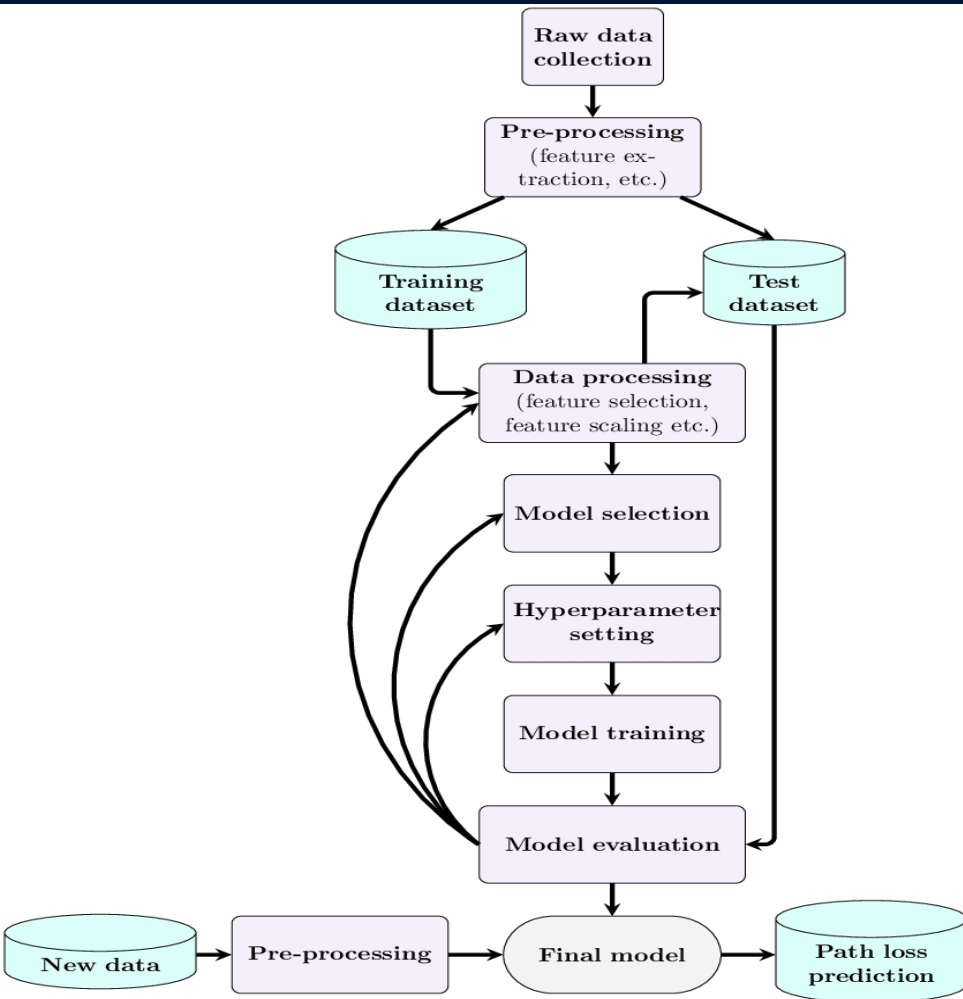 Raw data
collection
Pre-processing
(feature ex-
traction, etc.)
Training
dataset
Test
dataset
Data processing
(feature selection,
feature scaling etc.)
Model selection
Hyperparameter
setting
Model training
Model evaluation
New data
Pre-processing
Final model
Path loss
prediction